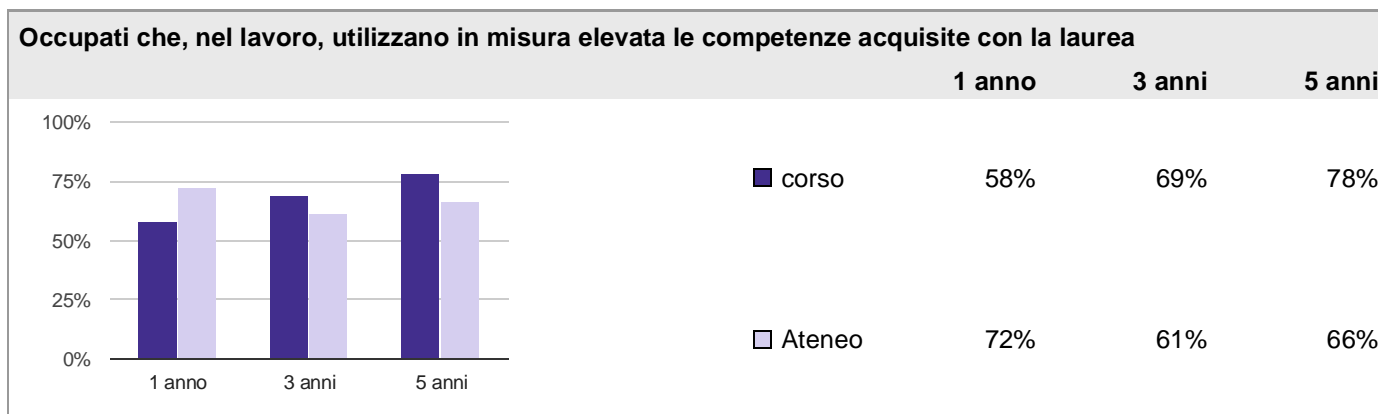 Occupati che, nel lavoro, utilizzano in misura elevata le competenze acquisite con la laurea
1 anno 3 anni 5 anni
100%
75%
50%
25%
0%
1 anno 3 anni 5 anni
corso 58% 69% 78%
Ateneo 72% 61% 66%